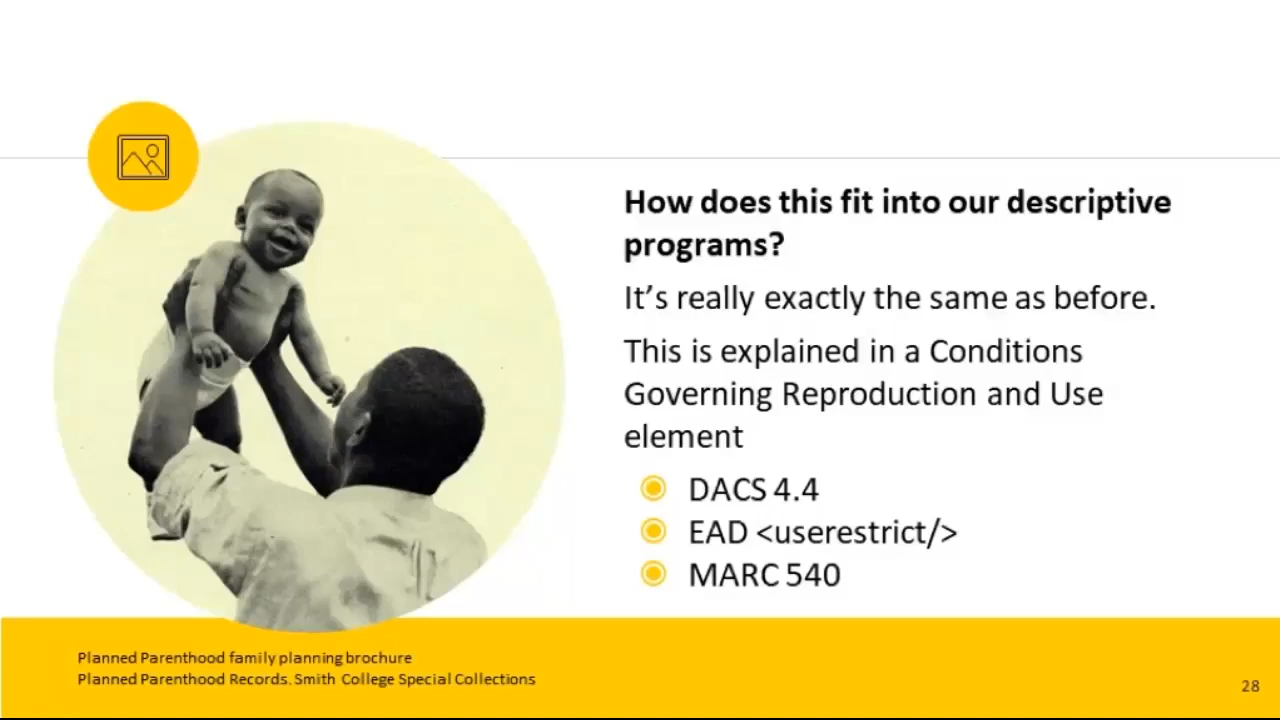 How does this fit into our descriptive
programs?
It’s really exactly the same as before.
This is explained in a Conditions
Governing Reproduction and Use
element
DACS 4.4
EAD <userestrict/>
MARC 540
Planned Parenthood family planning brochure
Planned Parenthood Records. Smith College Special Collections
28